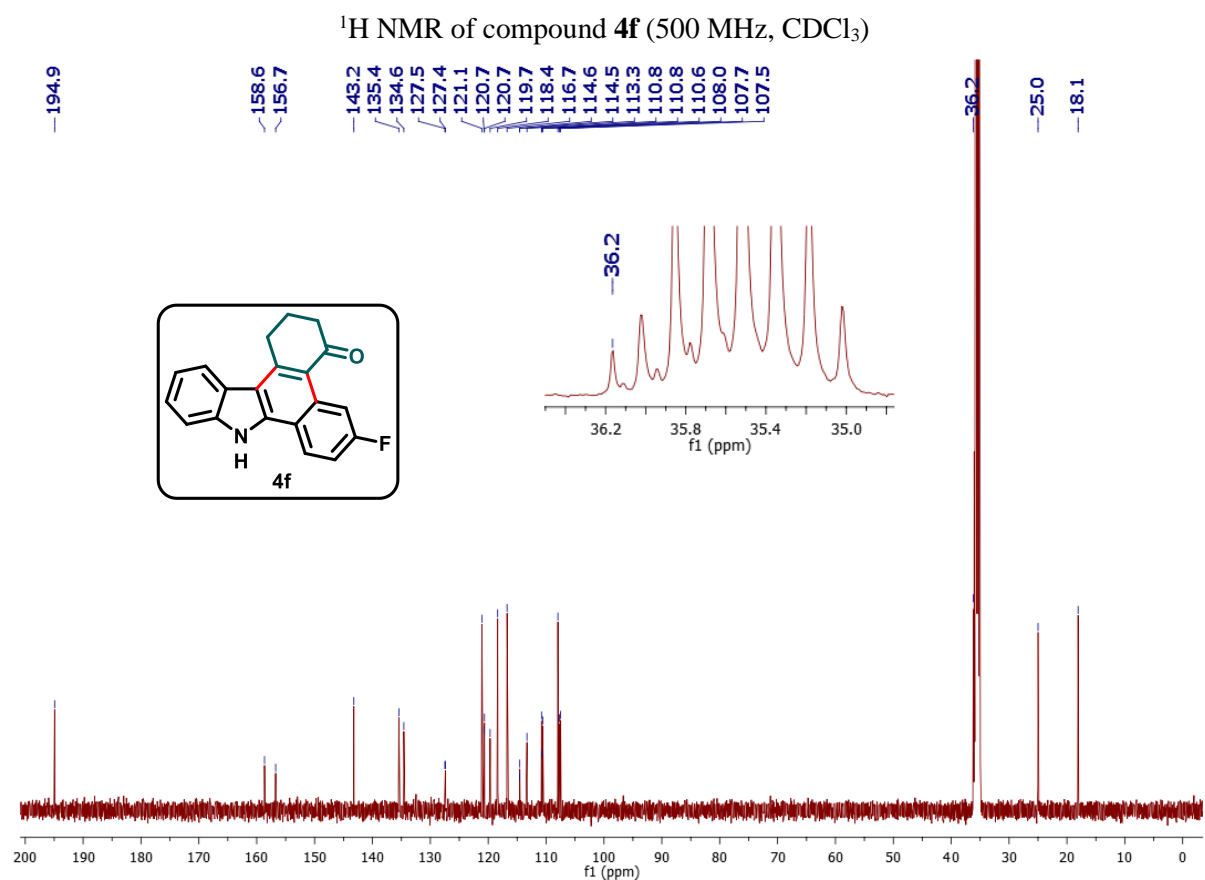 ¹H NMR of compound 4f (500 MHz, CDCl₃)
194.9
158.6
156.7
143.2
135.4
134.6
127.5
127.4
121.1
120.7
120.7
119.7
118.4
116.7
114.6
114.5
113.3
110.8
110.8
110.6
108.0
107.7
107.5
36.2
25.0
18.1
36.2
36.2 35.8 35.4 35.0
f1 (ppm)
O
F
N
H
4f
200 190 180 170 160 150 140 130 120 110 100 90 80 70 60 50 40 30 20 10 0
f1 (ppm)